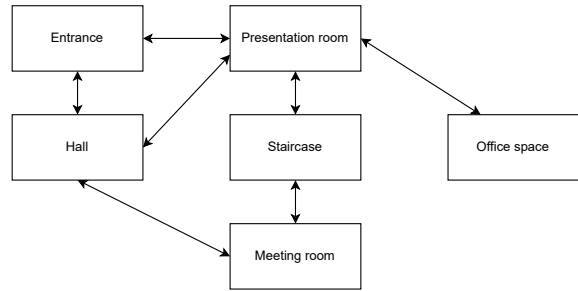 Entrance
Presentation room
Hall
Staircase
Office space
Meeting room